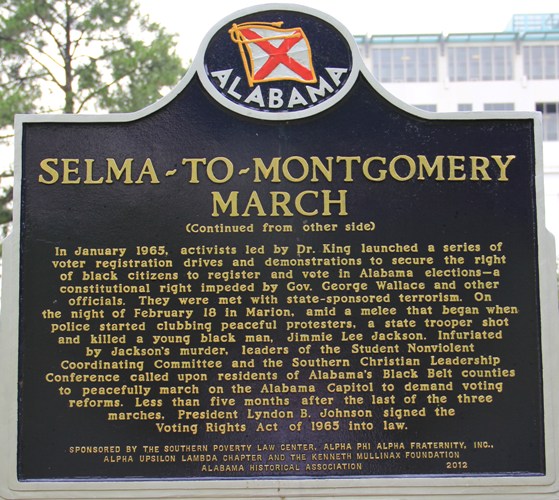 ALABAMA
SELMA-TO-MONTGOMERY
MARCH
(Continued from other side)
In January 1965, activists led by Dr. King launched a series of
voter registration drives and demonstrations to secure the right
of black citizens to register and vote in Alabama elections—a
constitutional right impeded by Gov. George Wallace and other
officials. They were met with state-sponsored terrorism. On
the night of February 18 in Marion, amid a melee that began when
police started clubbing peaceful protesters, a state trooper shot
and killed a young black man, Jimmie Lee Jackson. Infuriated
by Jackson's murder, leaders of the Student Nonviolent
Coordinating Committee and the Southern Christian Leadership
Conference called upon residents of Alabama's Black Belt counties
to peacefully march on the Alabama Capitol to demand voting
reforms. Less than five months after the last of the three
marches, President Lyndon B. Johnson signed the
Voting Rights Act of 1965 into law.
SPONSORED BY THE SOUTHERN POVERTY LAW CENTER, ALPHA PHI ALPHA FRATERNITY, INC.,
ALPHA UPSILON LAMBDA CHAPTER AND THE KENNETH MULLINAX FOUNDATION
ALABAMA HISTORICAL ASSOCIATION 2012